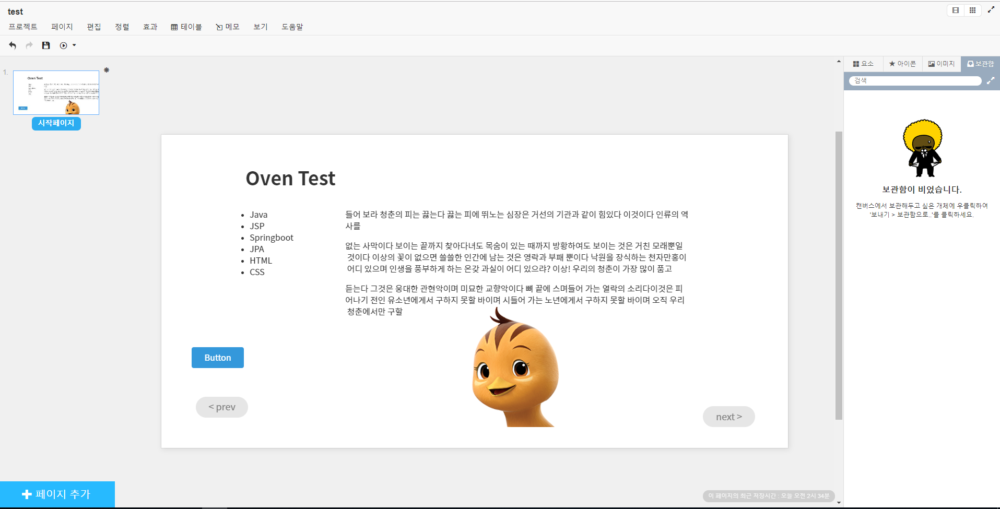 test
프로젝트 페이지 편집 정렬 효과 테이블 메모 보기 도움말
1.
시작페이지
요소 아이콘 이미지 보관함
검색
Oven Test
Java
JSP
Springboot
JPA
HTML
CSS
들어 보라 청춘의 피는 끓는다 끓는 피에 뛰노는 심장은 거선의 기관과 같이 힘있다 이것이다 인류의 역
사를
없는 사막이다 보이는 끝까지 찾아다녀도 목숨이 있는 때까지 방황하여도 보이는 것은 거친 모래뿐일
것이다 이상의 꽃이 없으면 쓸쓸한 인간에 남는 것은 영락과 부패 뿐이다 낙원을 장식하는 천자만홍이
어디 있으며 인생을 풍부하게 하는 온갖 과실이 어디 있으랴? 이상! 우리의 청춘이 가장 많이 품고
듣는다 그것은 웅대한 관현악이며 미묘한 교향악이다 뼈 끝에 스며들어 가는 열락의 소리다이것은 피
어나기 전인 유소년에게서 구하지 못할 바이며 시들어 가는 노년에게서 구하지 못할 바이며 오직 우리
청춘에서만 구할
Button
< prev
next >
보관함이 비었습니다.
캔버스에서 보관해두고 싶은 개체에 우클릭하여
'보내기 > 보관함으로..'를 클릭하세요.
페이지 추가
이 페이지의 최근 저장시간 : 오늘 오전 2시 34분